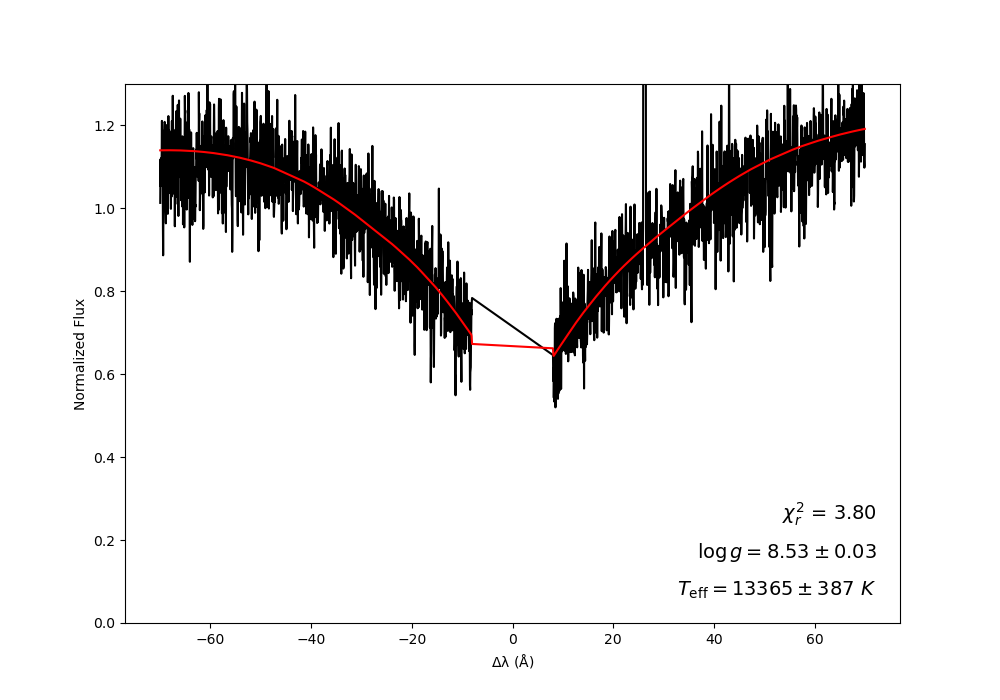 1.2
1.0
0.8
0.6
0.4
0.2
0.0
Normalized Flux
χ²ᵣ = 3.80
log g = 8.53 ± 0.03
T_eff = 13365 ± 387 K
−60 −40 −20 0 20 40 60
Δλ (Å)